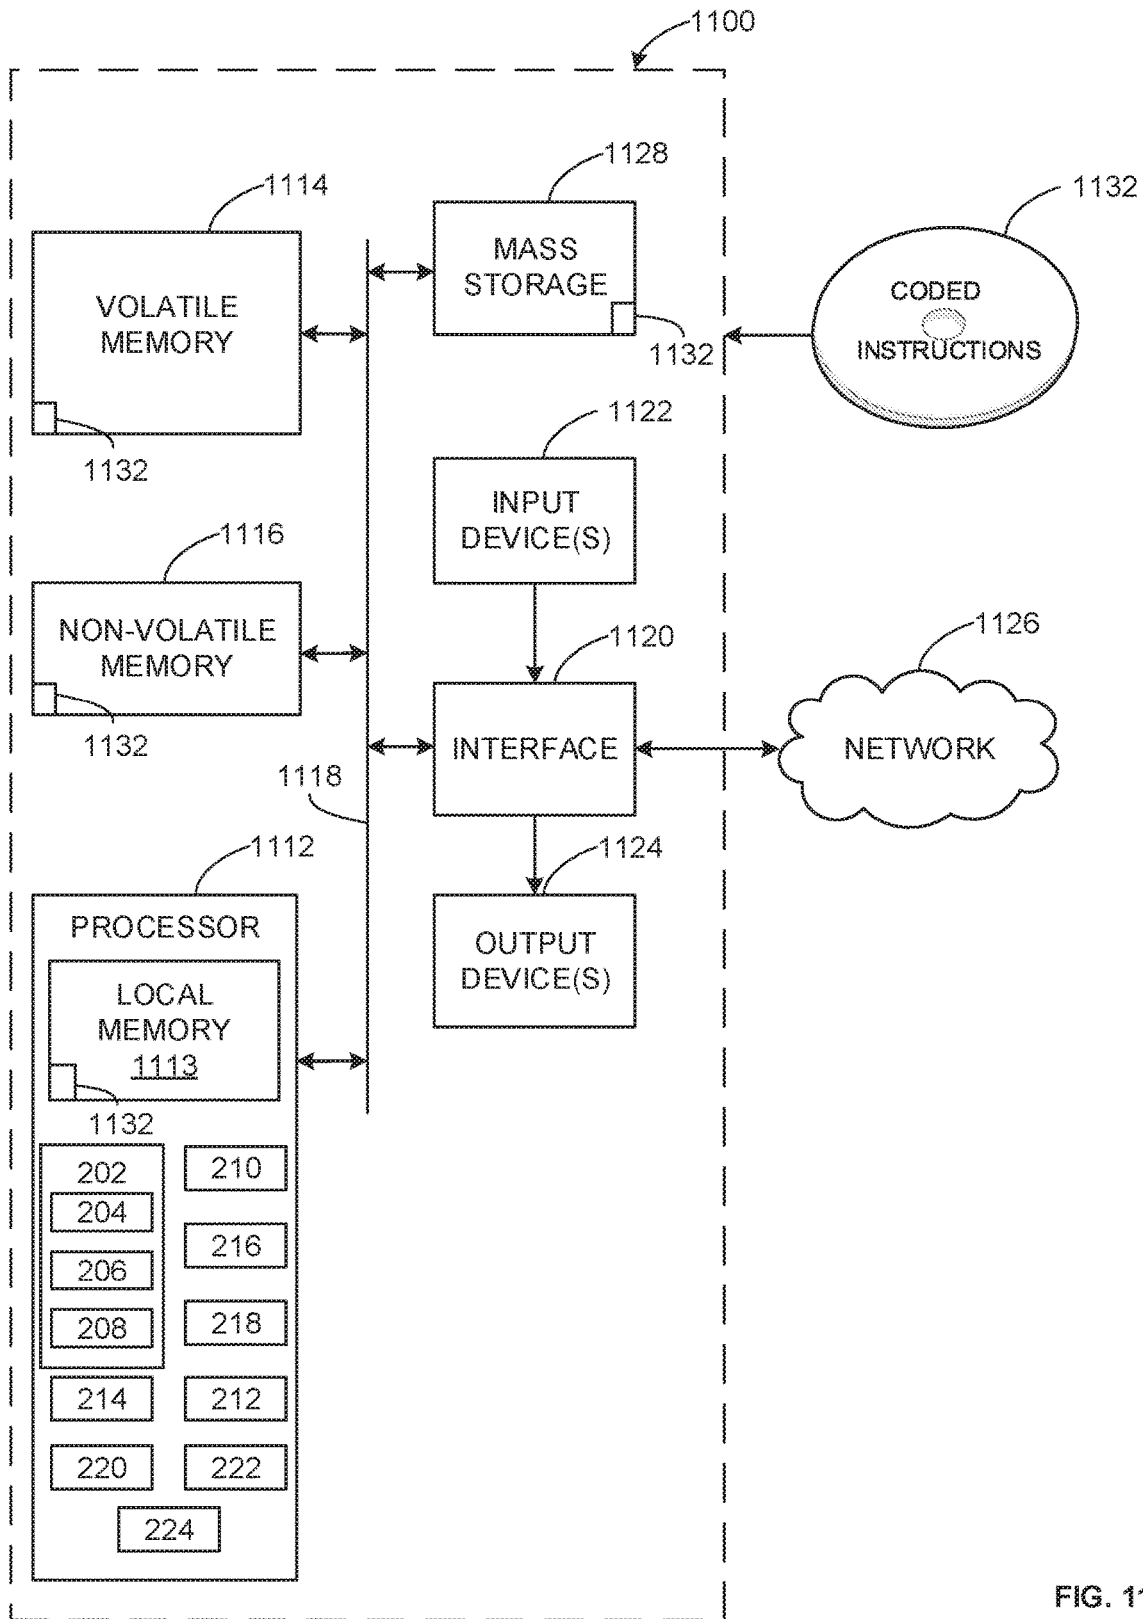 1100
1128
1114
1132
MASS
STORAGE
VOLATILE
MEMORY
CODED
INSTRUCTIONS
1132
1122
1132
INPUT
DEVICE(S)
1116
NON-VOLATILE
MEMORY
1120
1126
1132
INTERFACE
NETWORK
1118
1112
1124
PROCESSOR
OUTPUT
DEVICE(S)
LOCAL
MEMORY
1113
1132
202
210
204
216
206
208
218
214
212
220
222
224
FIG. 11